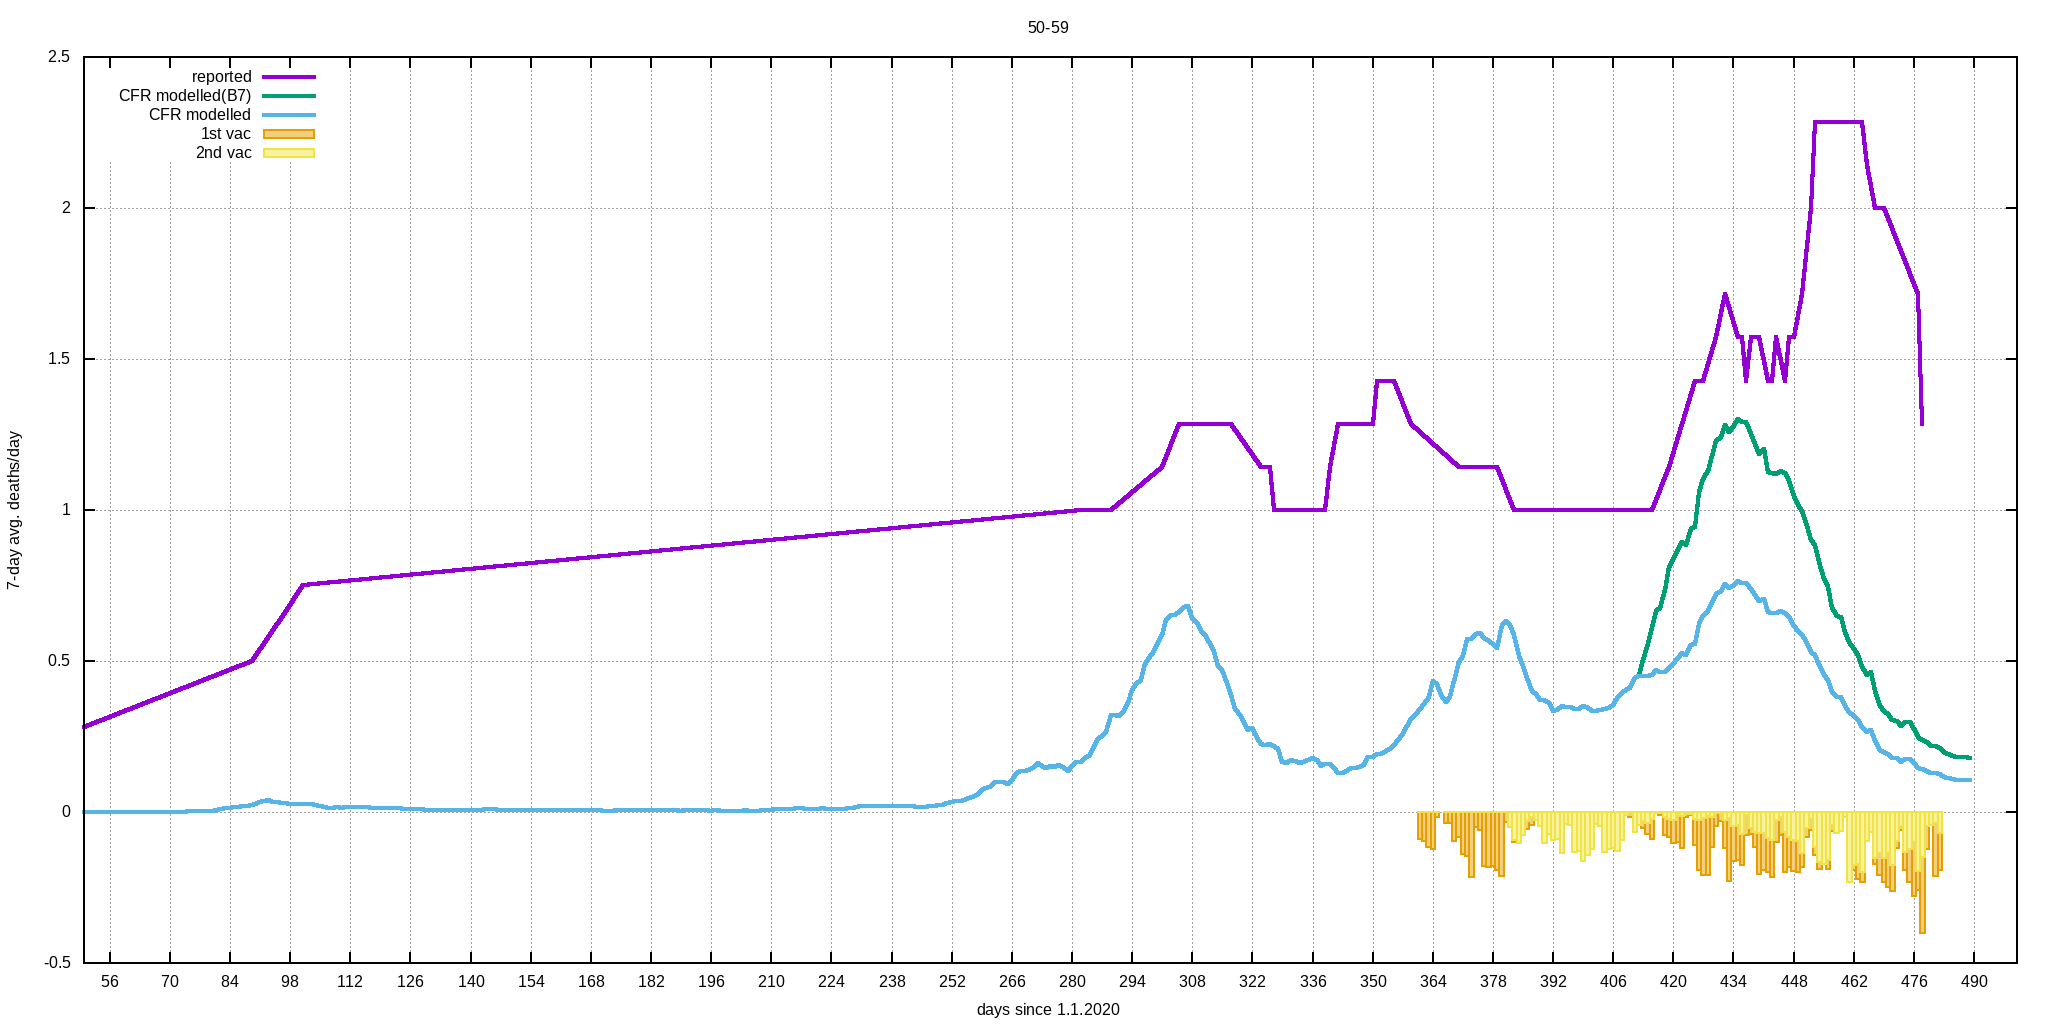 50-59
2.5
2
1.5
1
0.5
0
-0.5
7-day avg. deaths/day
reported
CFR modelled(B7)
CFR modelled
1st vac
2nd vac
56 70 84 98 112 126 140 154 168 182 196 210 224 238 252 266 280 294 308 322 336 350 364 378 392 406 420 434 448 462 476 490
days since 1.1.2020